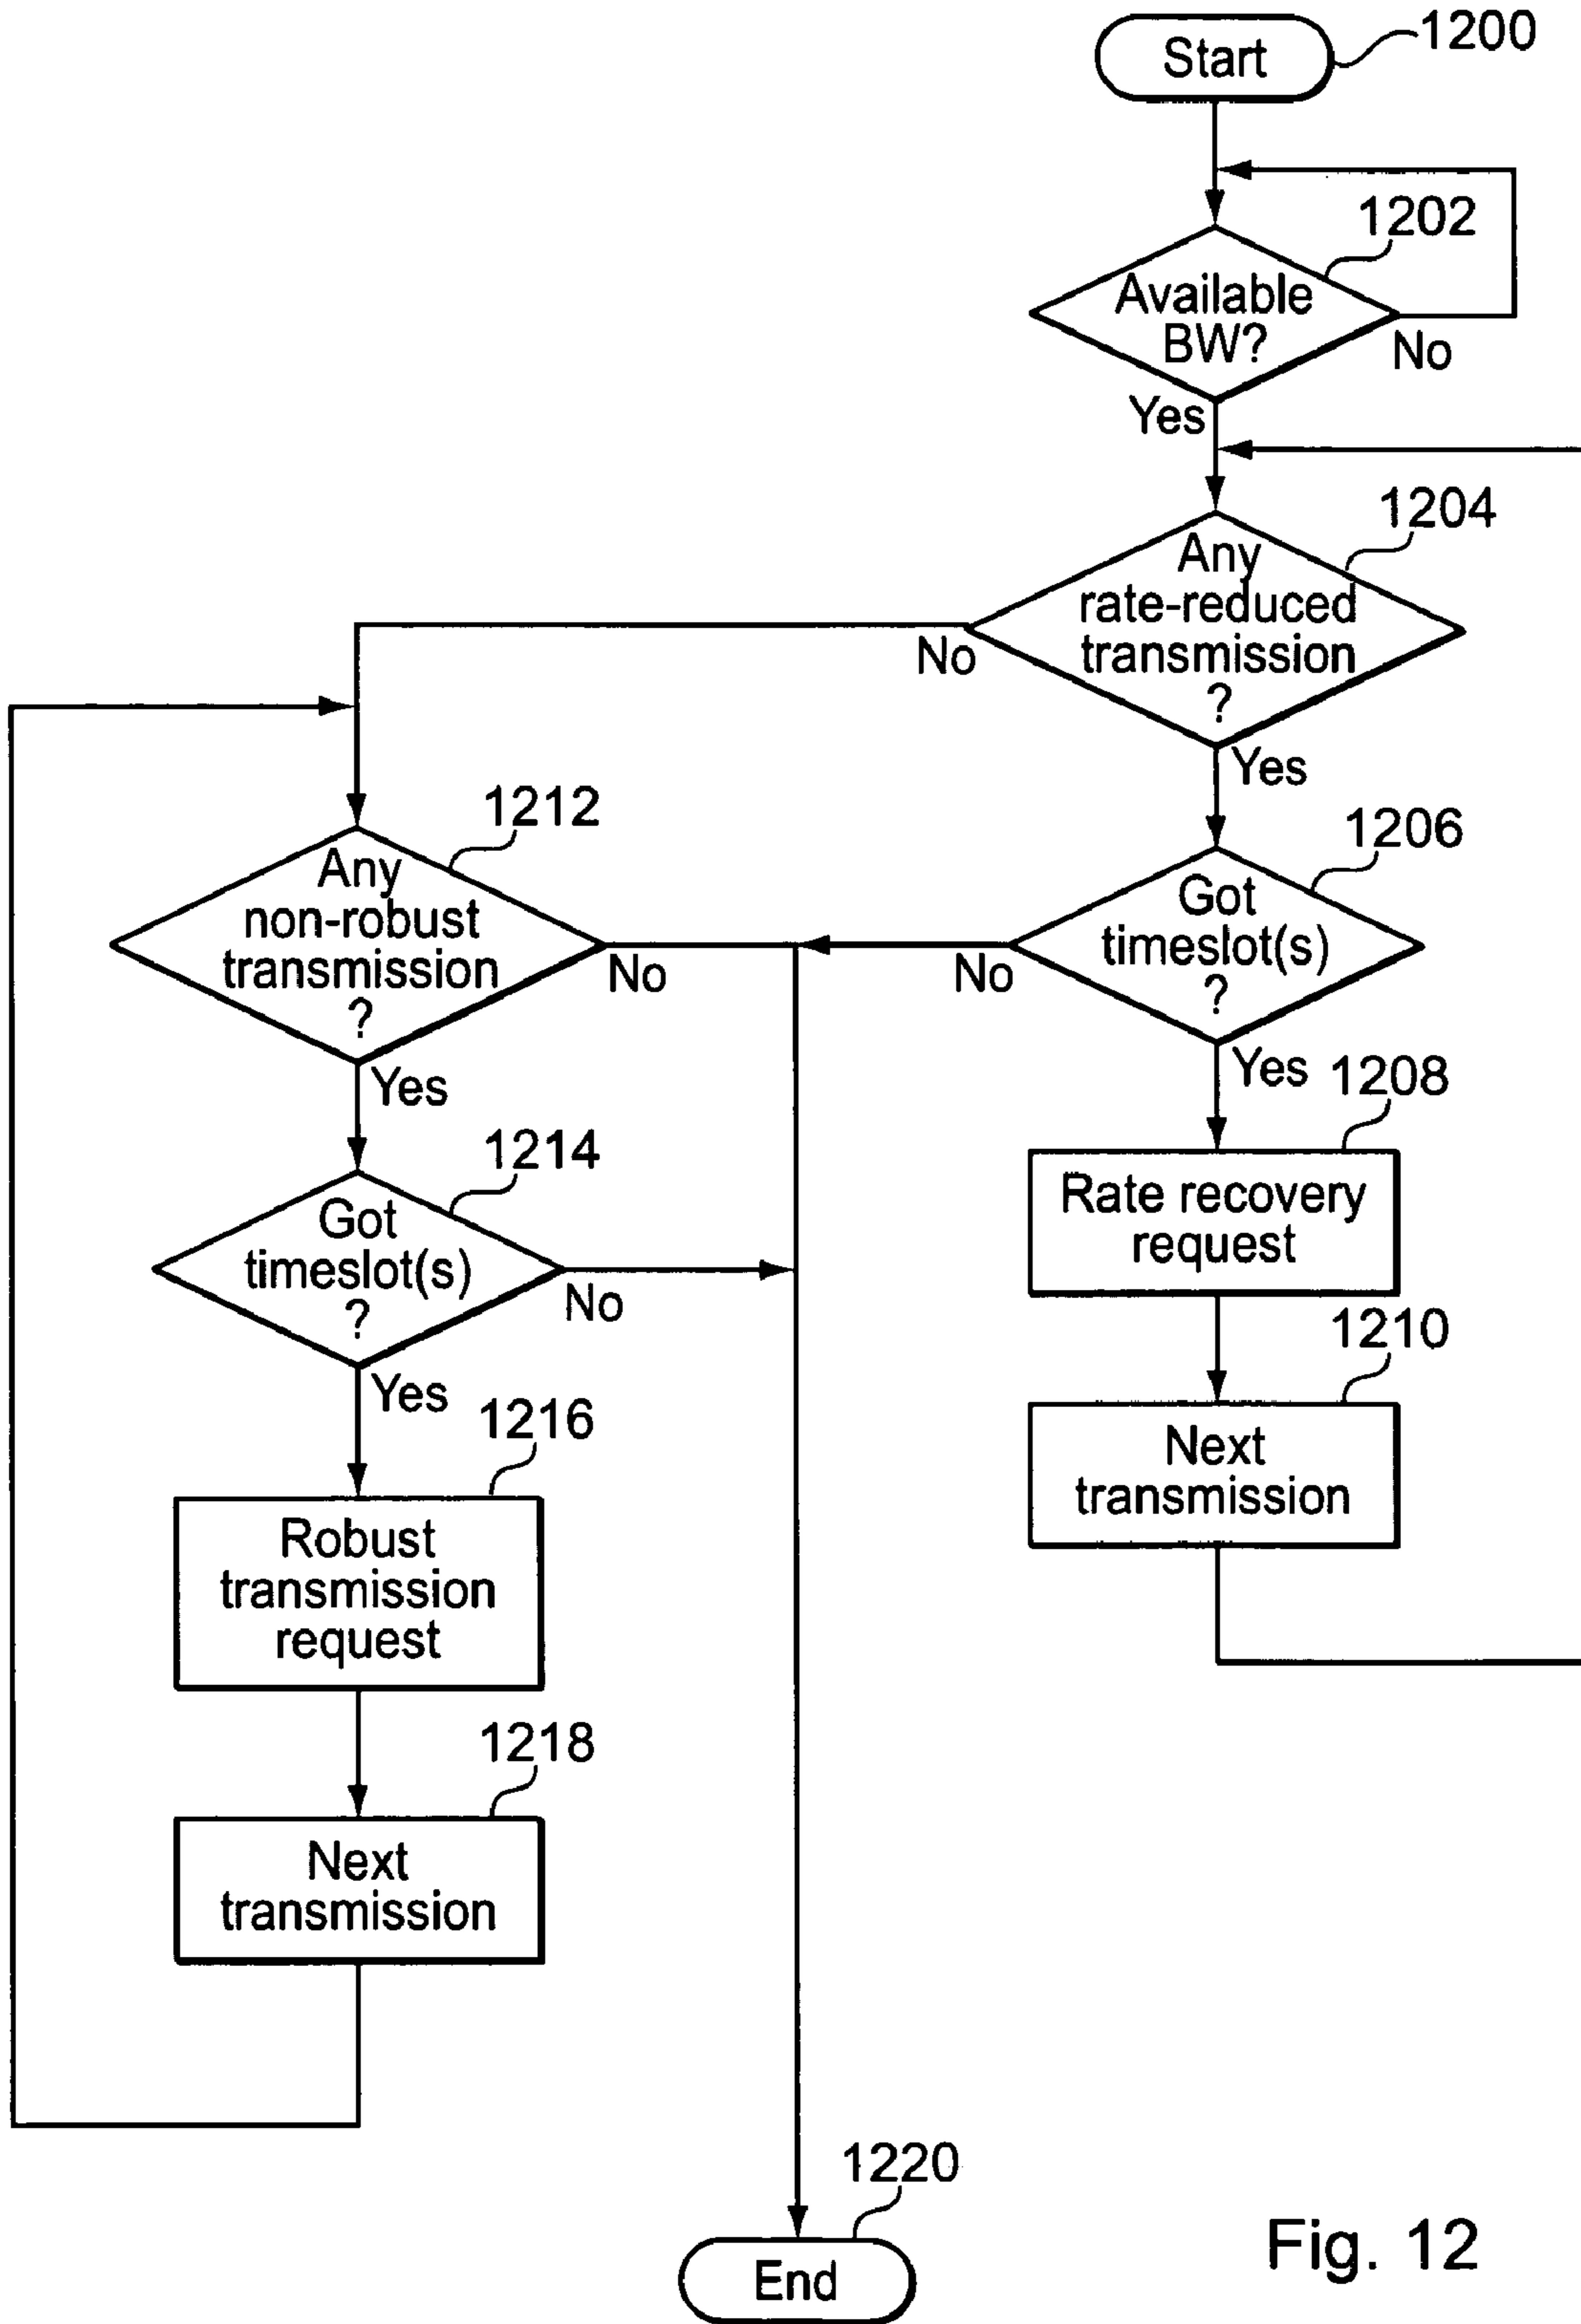 Start
1200
1202
Available
BW?
No
Yes
1204
Any
rate-reduced
transmission
?
No
Yes
1206
Got
timeslot(s)
?
No
Yes
1208
Rate recovery
request
1210
Next
transmission
1212
Any
non-robust
transmission
?
No
Yes
1214
Got
timeslot(s)
?
No
Yes
1216
Robust
transmission
request
1218
Next
transmission
1220
End
Fig. 12